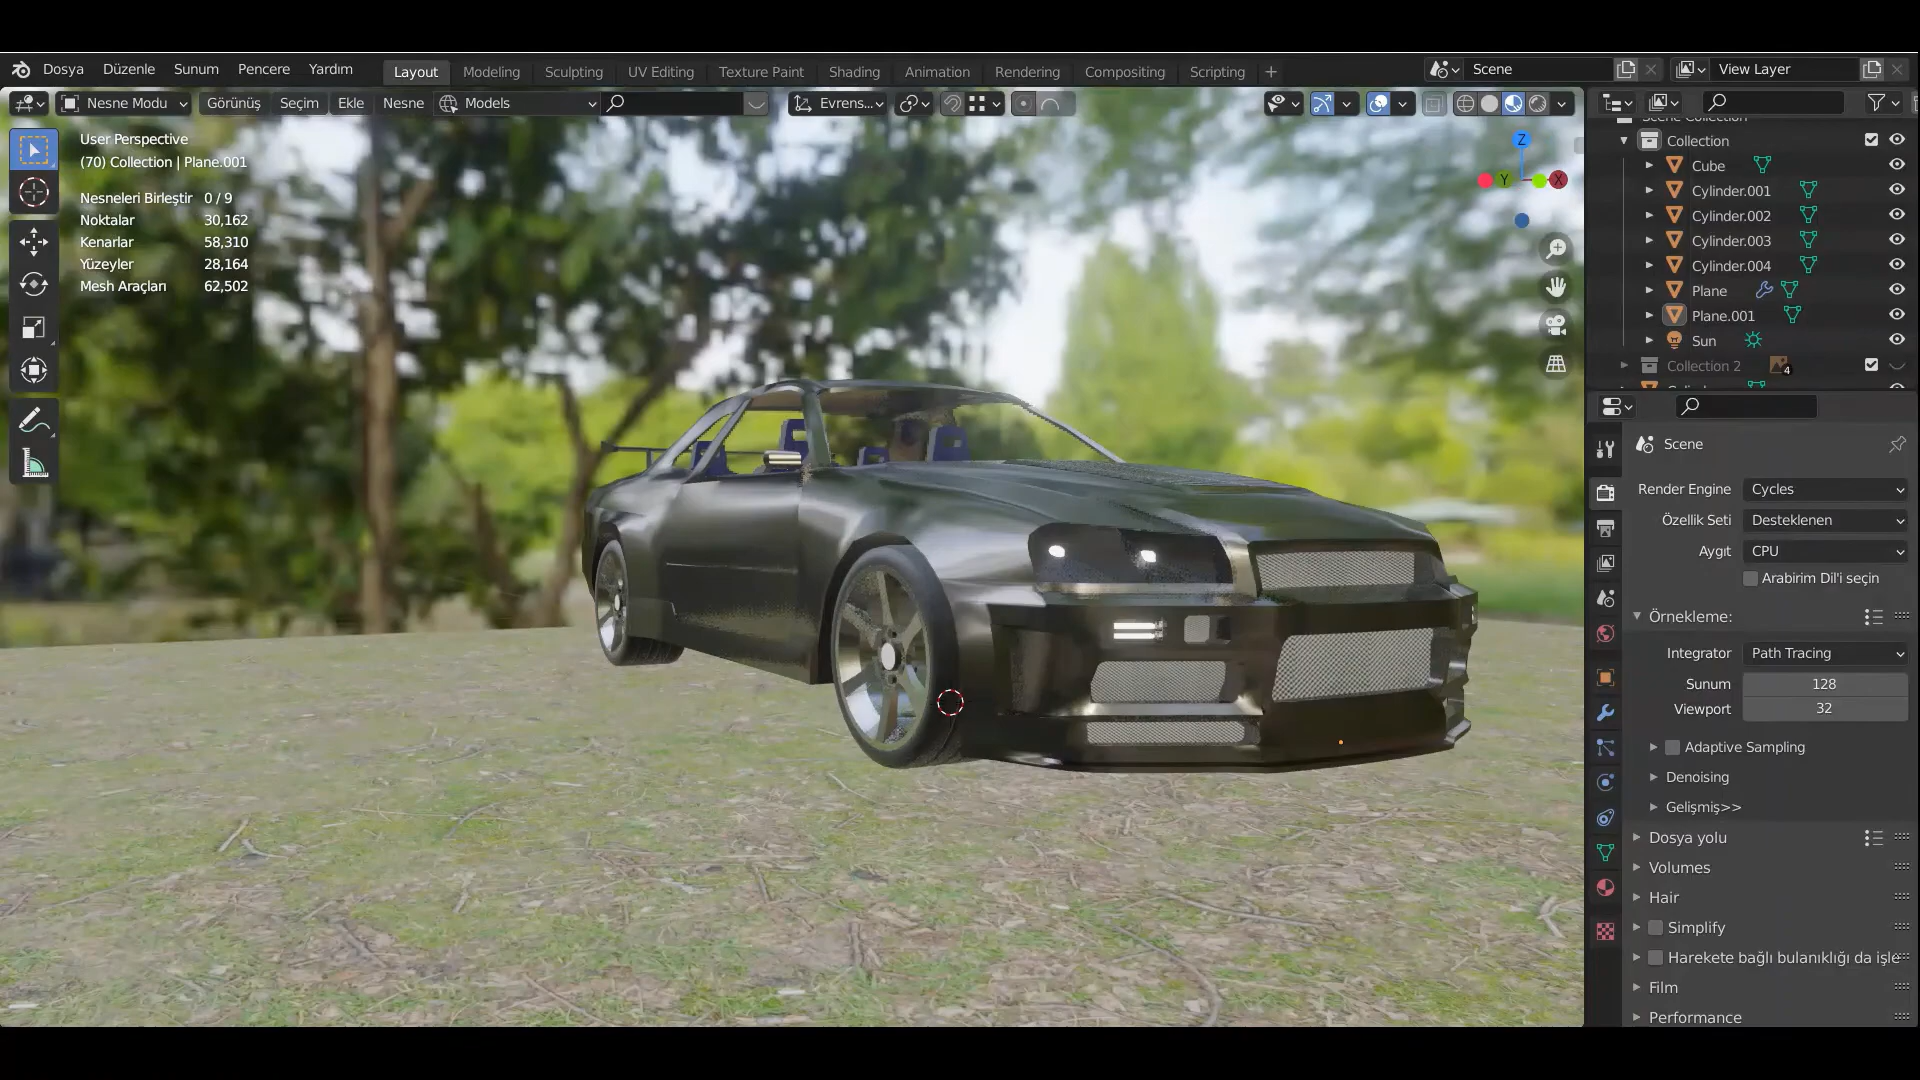 Dosya Düzenle Sunum Pencere Yardım Layout Modeling Sculpting UV Editing Texture Paint Shading Animation Rendering Compositing Scripting + Scene View Layer
Nesne Modu Görünüş Seçim Ekle Nesne Models Evrens...
User Perspective
(70) Collection | Plane.001
Nesneleri Birleştir 0 / 9
Noktalar 30,162
Kenarlar 58,310
Yüzeyler 28,164
Mesh Araçları 62,502
Z
Y
X
Scene Collection
Collection
Cube
Cylinder.001
Cylinder.002
Cylinder.003
Cylinder.004
Plane
Plane.001
Sun
Collection 2 4
Scene
Render Engine Cycles
Özellik Seti Desteklenen
Aygıt CPU
Arabirim Dil'i seçin
Örnekleme:
Integrator Path Tracing
Sunum 128
Viewport 32
Adaptive Sampling
Denoising
Gelişmiş>>
Dosya yolu
Volumes
Hair
Simplify
Harekete bağlı bulanıklığı da işle
Film
Performance